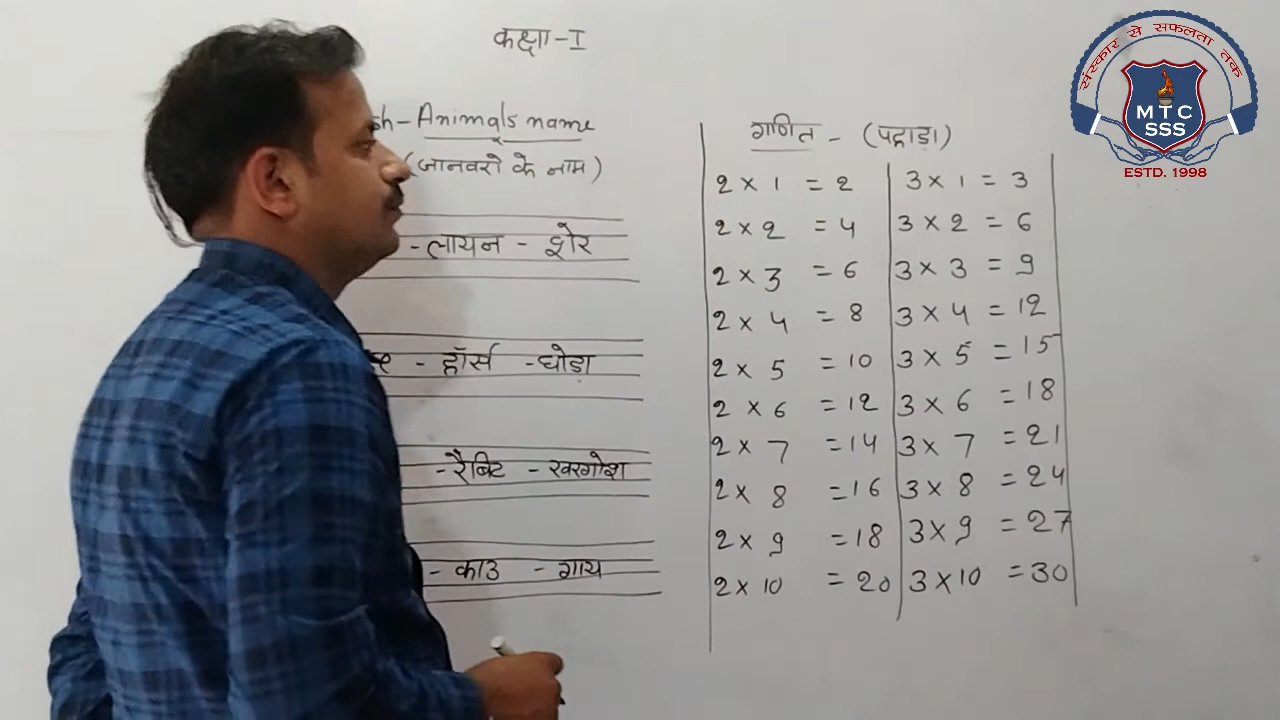 कक्षा-I
Animals name
(जानवरो के नाम)
- लायन - शेर
- हॉर्स - घोड़ा
- रैबिट - खरगोश
- काउ - गाय
गणित - (पहाड़ा)
2 × 1 = 2
2 × 2 = 4
2 × 3 = 6
2 × 4 = 8
2 × 5 = 10
2 × 6 = 12
2 × 7 = 14
2 × 8 = 16
2 × 9 = 18
2 × 10 = 20
3 × 1 = 3
3 × 2 = 6
3 × 3 = 9
3 × 4 = 12
3 × 5 = 15
3 × 6 = 18
3 × 7 = 21
3 × 8 = 24
3 × 9 = 27
3 × 10 = 30
संस्कार से सफलता तक
MTC
SSS
ESTD. 1998